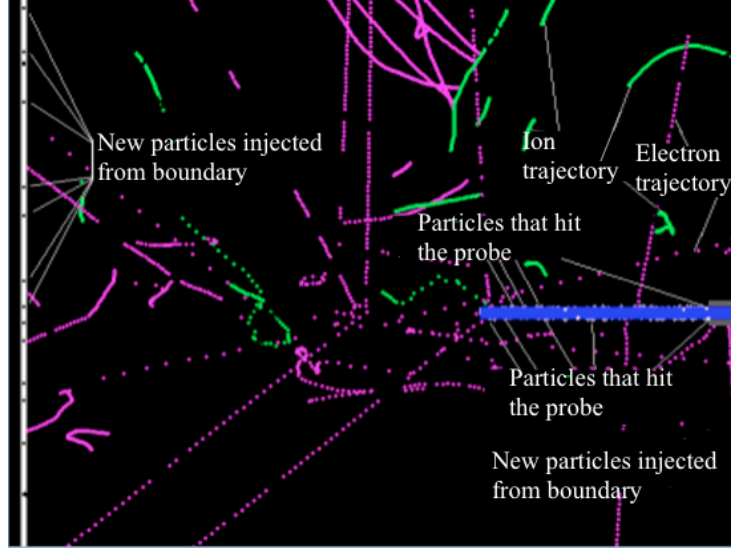 New particles injected
from boundary
Ion
trajectory
Electron
trajectory
Particles that hit
the probe
Particles that hit
the probe
New particles injected
from boundary